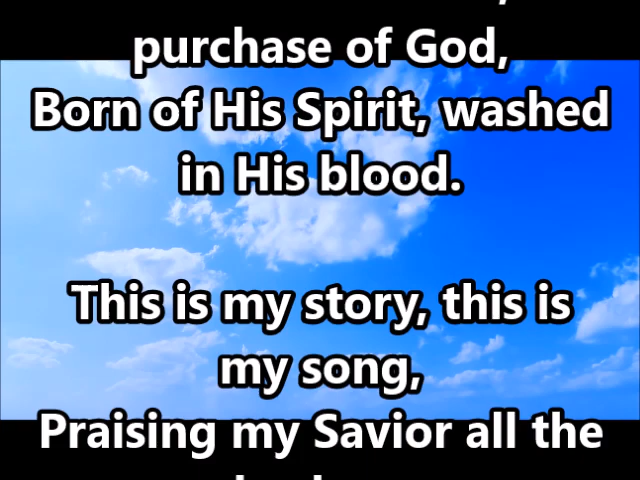 purchase of God,
Born of His Spirit, washed
in His blood.
This is my story, this is
my song,
Praising my Savior all the